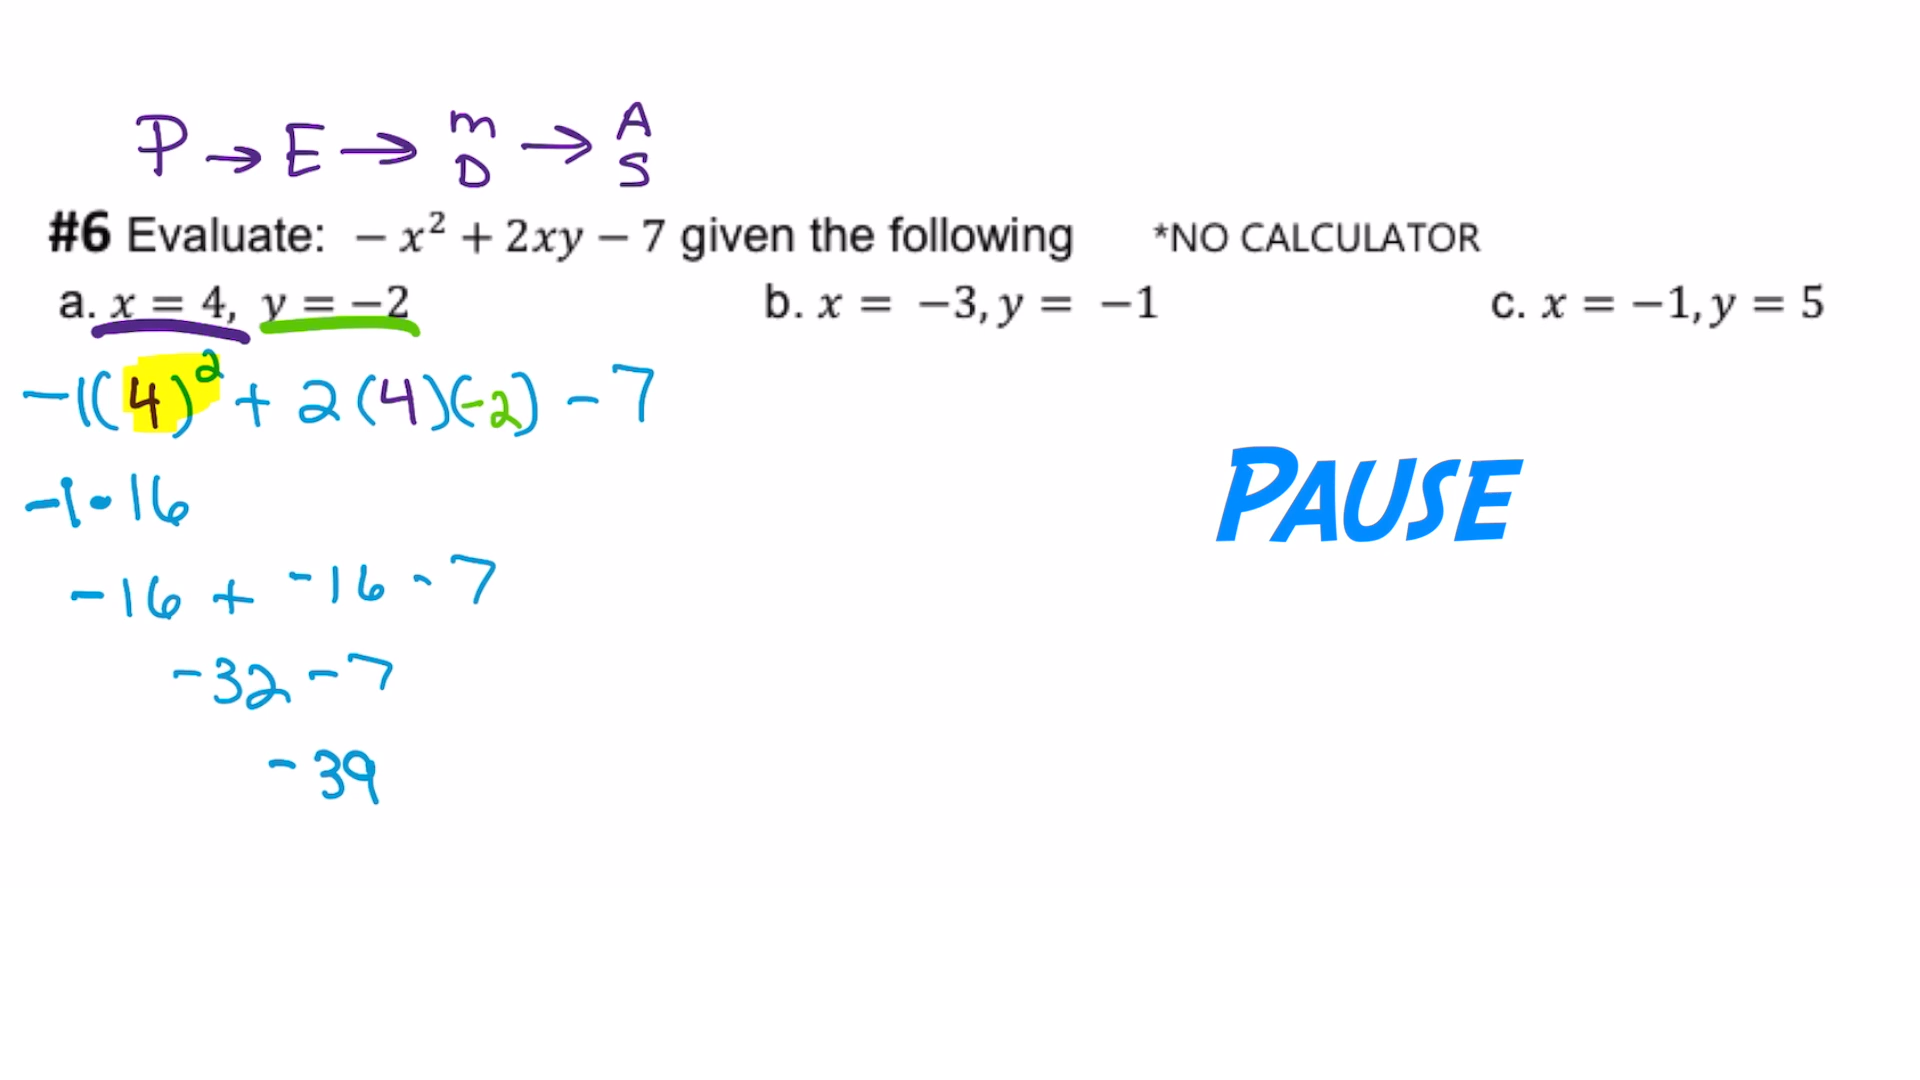 P → E → m → A
D S
#6 Evaluate: − x² + 2xy − 7 given the following *NO CALCULATOR
a. x = 4, y = −2 b. x = −3, y = −1 c. x = −1, y = 5
-1(4)² + 2(4)(-2) - 7
PAUSE
-1 • 16
-16 + -16 - 7
-32 - 7
-39